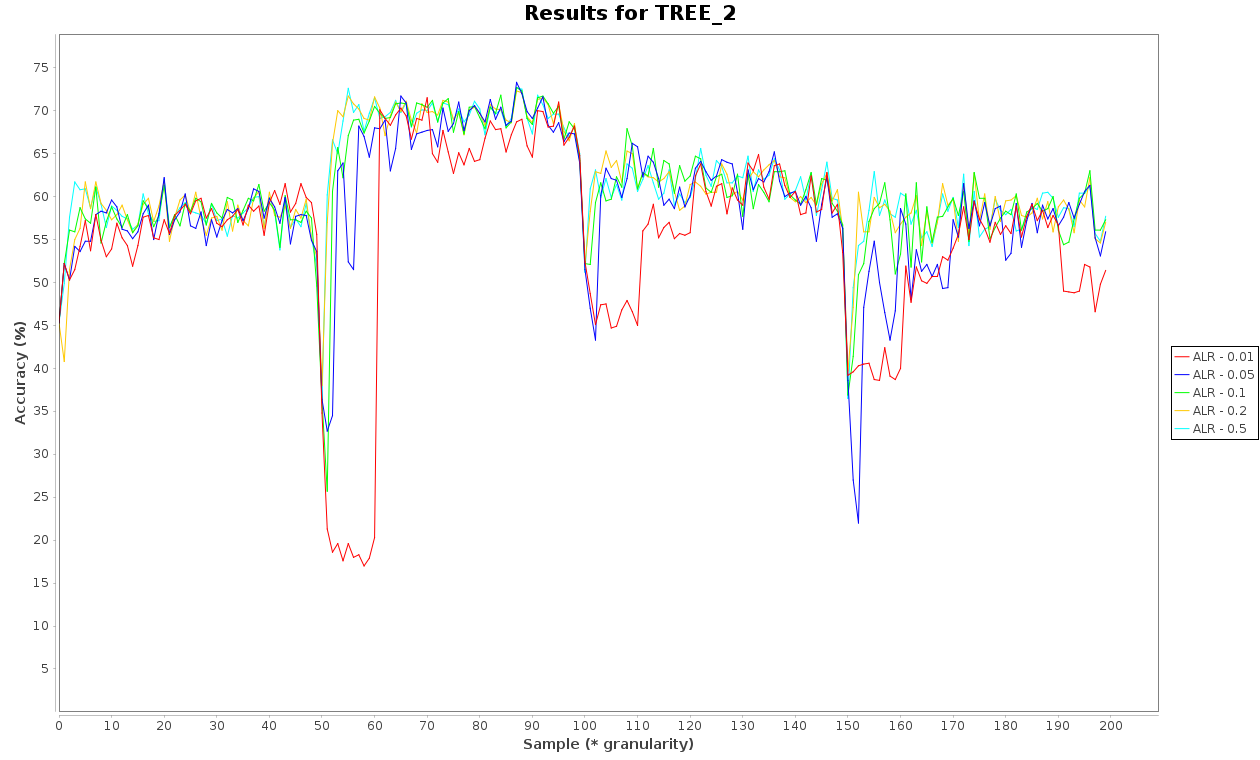 Results for TREE_2
75
70
65
60
55
50
45
40
35
30
25
20
15
10
5
Accuracy (%)
0 10 20 30 40 50 60 70 80 90 100 110 120 130 140 150 160 170 180 190 200
Sample (* granularity)
ALR - 0.01
ALR - 0.05
ALR - 0.1
ALR - 0.2
ALR - 0.5